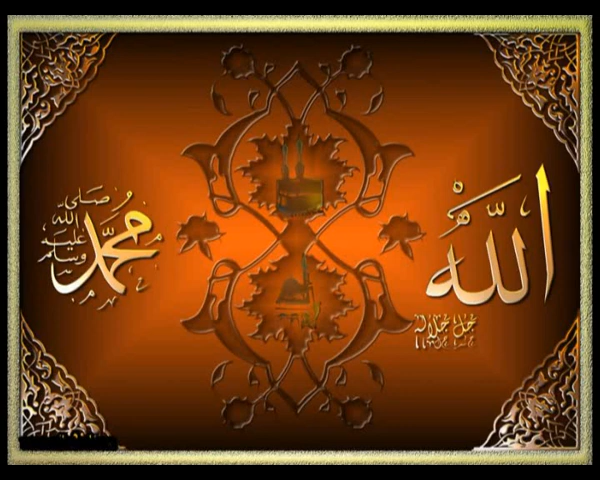 الله
جل جلاله
محمد
صلى الله عليه وسلم